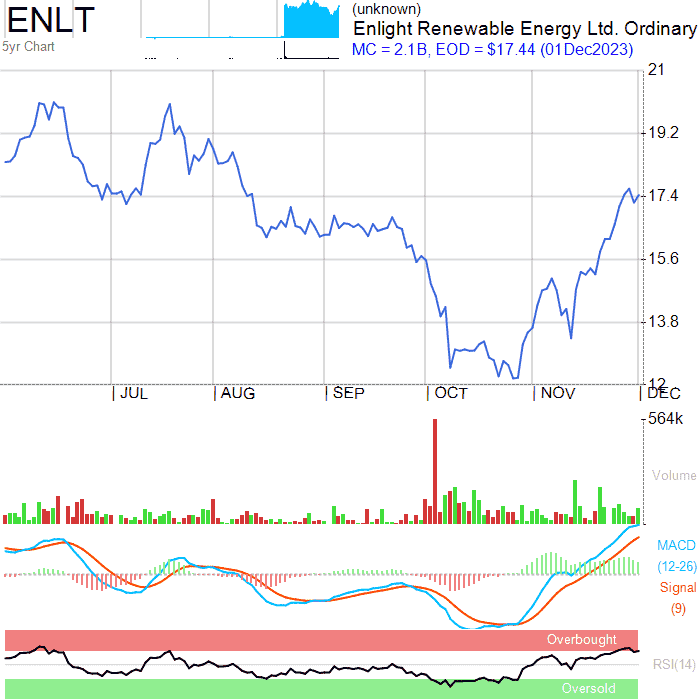 ENLT
5yr Chart
(unknown)
Enlight Renewable Energy Ltd. Ordinary
MC = 2.1B, EOD = $17.44 (01Dec2023)
21
19.2
17.4
15.6
13.8
12
JUL AUG SEP OCT NOV DEC
564k
Volume
MACD
(12-26)
Signal
(9)
Overbought
RSI(14)
Oversold